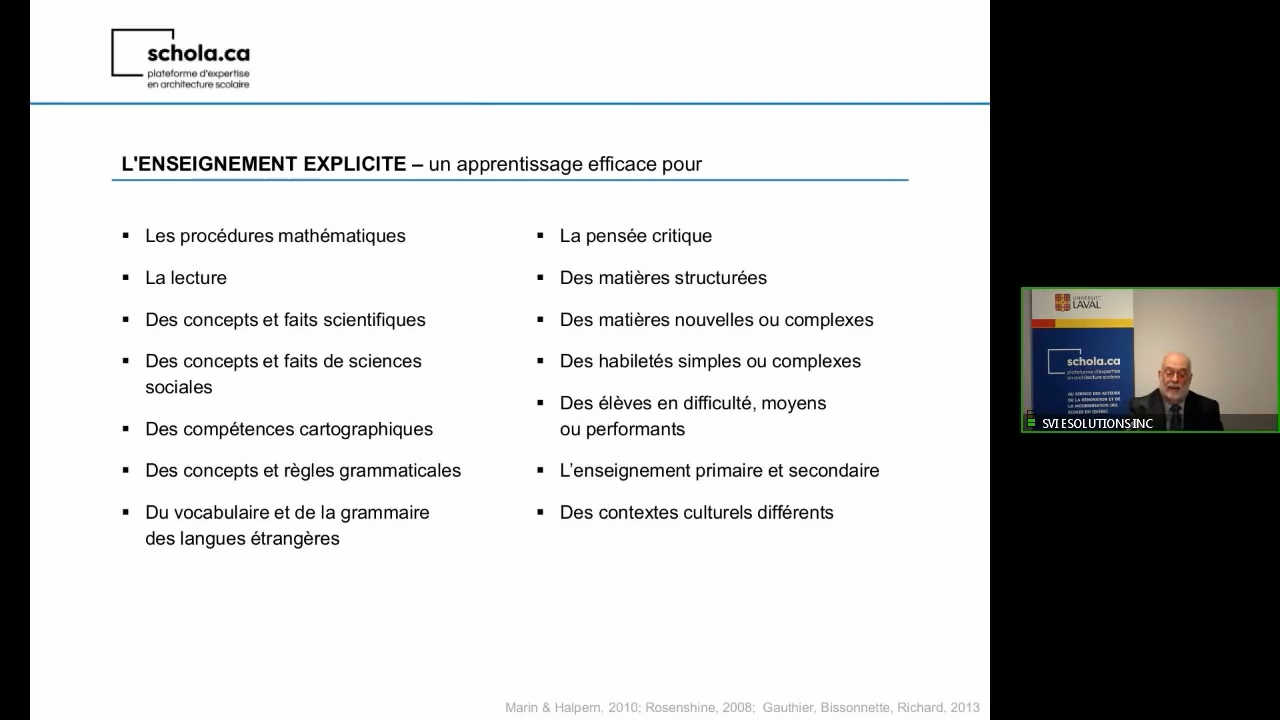 schola.ca
plateforme d'expertise
en architecture scolaire
L'ENSEIGNEMENT EXPLICITE – un apprentissage efficace pour
▪ Les procédures mathématiques
▪ La lecture
▪ Des concepts et faits scientifiques
▪ Des concepts et faits de sciences
sociales
▪ Des compétences cartographiques
▪ Des concepts et règles grammaticales
▪ Du vocabulaire et de la grammaire
des langues étrangères
▪ La pensée critique
▪ Des matières structurées
▪ Des matières nouvelles ou complexes
▪ Des habiletés simples ou complexes
▪ Des élèves en difficulté, moyens
ou performants
▪ L’enseignement primaire et secondaire
▪ Des contextes culturels différents
Marin & Halpern, 2010; Rosenshine, 2008; Gauthier, Bissonnette, Richard, 2013
UNIVERSITÉ
LAVAL
schola.ca
plateforme d'expertise
en architecture scolaire
AU SERVICE DES ACTEURS
DE LA RÉNOVATION ET DE
LA MODERNISATION DES
ÉCOLES DU QUÉBEC
SVI ESOLUTIONS INC